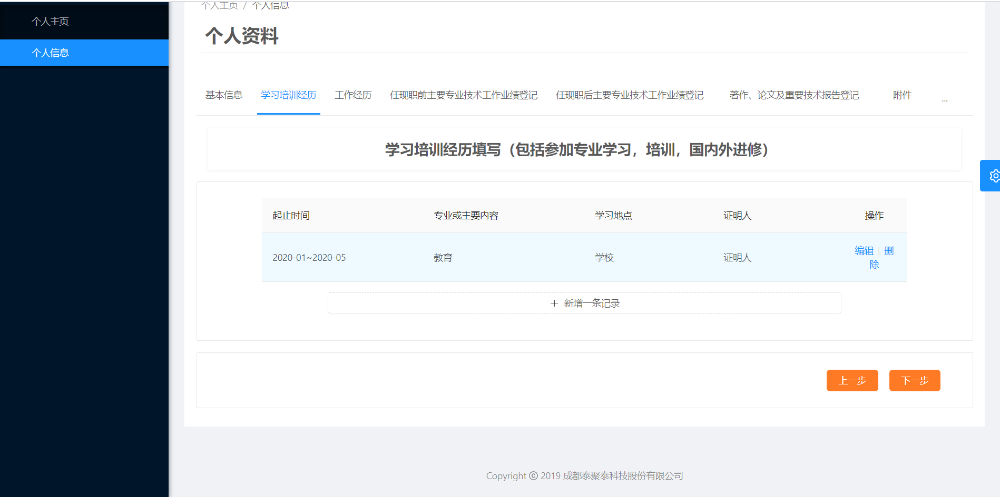 个人主页 / 个人信息
个人主页
个人信息
个人资料
基本信息 学习培训经历 工作经历 任现职前主要专业技术工作业绩登记 任现职后主要专业技术工作业绩登记 著作、论文及重要技术报告登记 附件 ...
学习培训经历填写（包括参加专业学习，培训，国内外进修）
起止时间 专业或主要内容 学习地点 证明人 操作
2020-01~2020-05 教育 学校 证明人 编辑 | 删
除
+ 新增一条记录
上一步 下一步
Copyright © 2019 成都泰聚泰科技股份有限公司